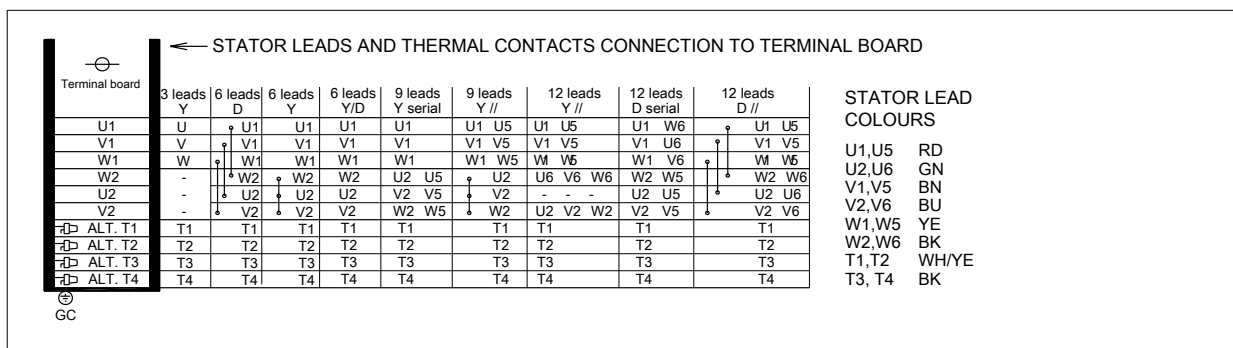 STATOR LEADS AND THERMAL CONTACTS CONNECTION TO TERMINAL BOARD
Terminal board
3 leads 6 leads 6 leads 6 leads 9 leads 9 leads 12 leads 12 leads 12 leads
Y D Y Y/D Y serial Y // Y // D serial D //
U1 U U1 U1 U1 U1 U1 U5 U1 U5 U1 W6 U1 U5
V1 V V1 V1 V1 V1 V1 V5 V1 V5 V1 U6 V1 V5
W1 W W1 W1 W1 W1 W1 W5 W1 W5 W1 V6 W1 W5
W2 - W2 W2 W2 U2 U5 U2 U6 V6 W6 W2 W5 W2 W6
U2 - U2 U2 U2 V2 V5 V2 - - - U2 U5 U2 U6
V2 - V2 V2 V2 W2 W5 W2 U2 V2 W2 V2 V5 V2 V6
ALT. T1 T1 T1 T1 T1 T1 T1 T1 T1 T1
ALT. T2 T2 T2 T2 T2 T2 T2 T2 T2 T2
ALT. T3 T3 T3 T3 T3 T3 T3 T3 T3 T3
ALT. T4 T4 T4 T4 T4 T4 T4 T4 T4 T4
GC
STATOR LEAD
COLOURS
U1,U5 RD
U2,U6 GN
V1,V5 BN
V2,V6 BU
W1,W5 YE
W2,W6 BK
T1,T2 WH/YE
T3, T4 BK